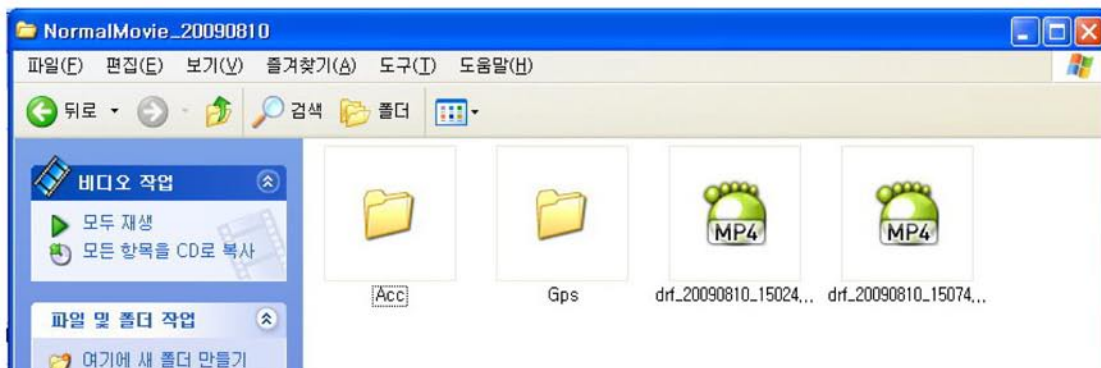 NormalMovie_20090810
파일(F) 편집(E) 보기(V) 즐겨찾기(A) 도구(T) 도움말(H)
뒤로 검색 폴더
비디오 작업
모두 재생
모든 항목을 CD로 복사
파일 및 폴더 작업
여기에 새 폴더 만들기
MP4 MP4
Acc Gps drf_20090810_15024,,, drf_20090810_15074,,,